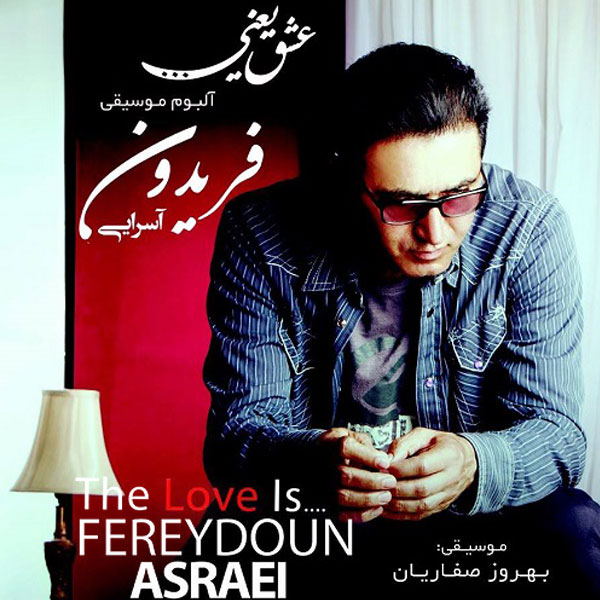 عشق یعنی...
آلبوم موسیقی
فریدون
آسرایی
The Love Is....
FEREYDOUN
ASRAEI
موسیقی:
بهروز صفاریان